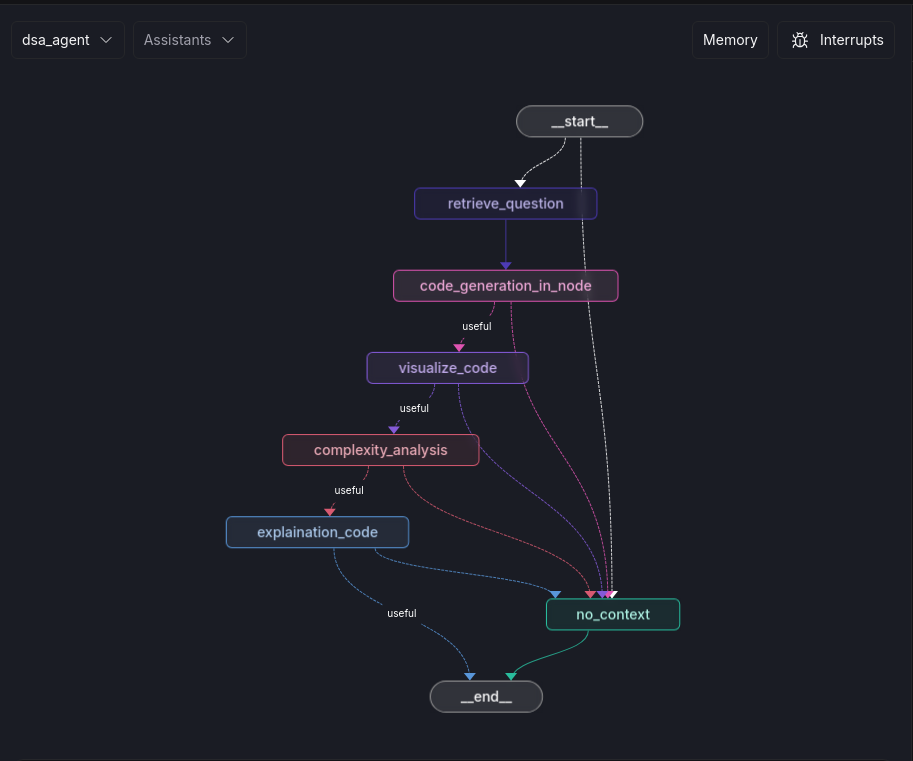 dsa_agent
Assistants
Memory
Interrupts
__start__
retrieve_question
code_generation_in_node
useful
visualize_code
useful
complexity_analysis
useful
explaination_code
no_context
useful
__end__